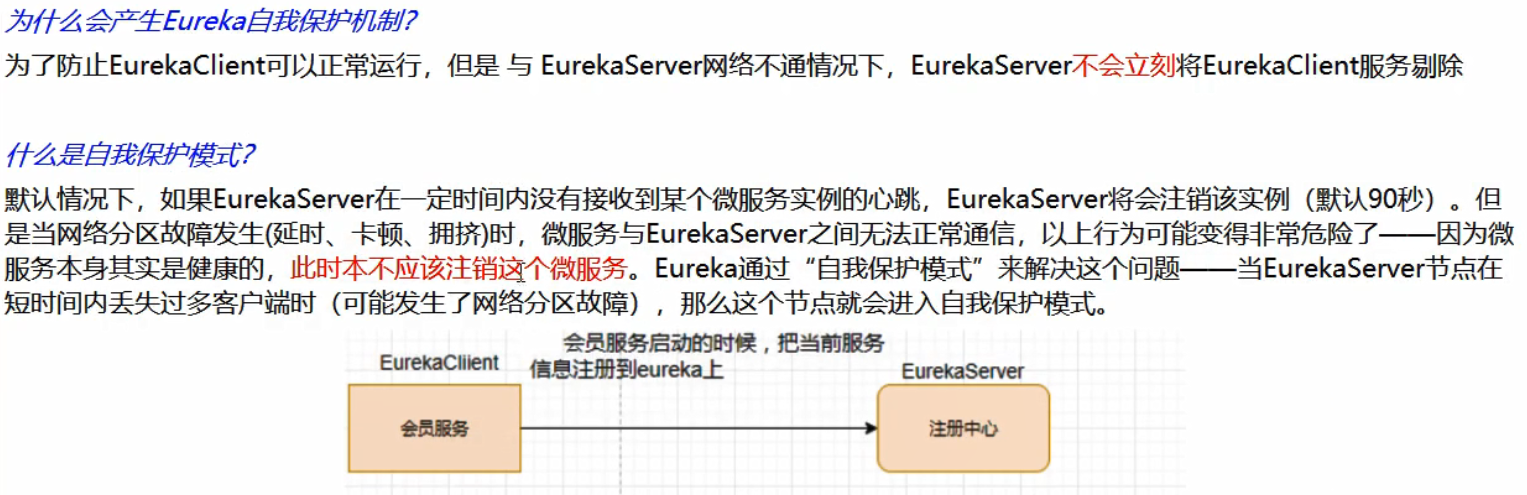 为什么会产生Eureka自我保护机制?
为了防止EurekaClient可以正常运行，但是 与 EurekaServer网络不通情况下，EurekaServer不会立刻将EurekaClient服务剔除
什么是自我保护模式?
默认情况下，如果EurekaServer在一定时间内没有接收到某个微服务实例的心跳，EurekaServer将会注销该实例（默认90秒）。但
是当网络分区故障发生(延时、卡顿、拥挤)时，微服务与EurekaServer之间无法正常通信，以上行为可能变得非常危险了——因为微
服务本身其实是健康的，此时本不应该注销这个微服务。Eureka通过“自我保护模式”来解决这个问题——当EurekaServer节点在
短时间内丢失过多客户端时（可能发生了网络分区故障），那么这个节点就会进入自我保护模式。
会员服务启动的时候，把当前服务
信息注册到eureka上
EurekaCliient
EurekaServer
会员服务
注册中心